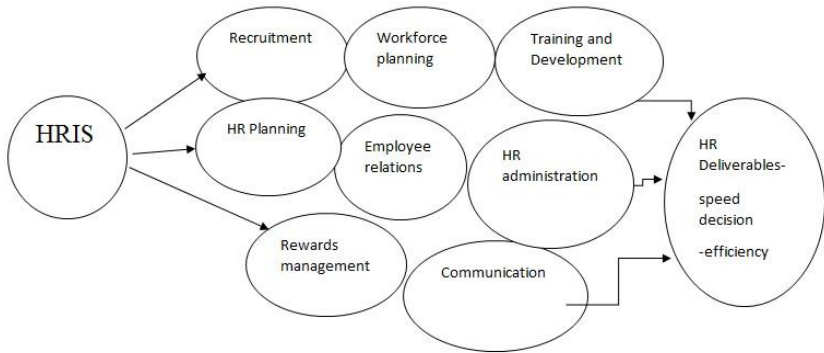 HRIS
Recruitment
Workforce
planning
Training and
Development
HR Planning
Employee
relations
HR
administration
Rewards
management
Communication
HR
Deliverables-
speed
decision
-efficiency